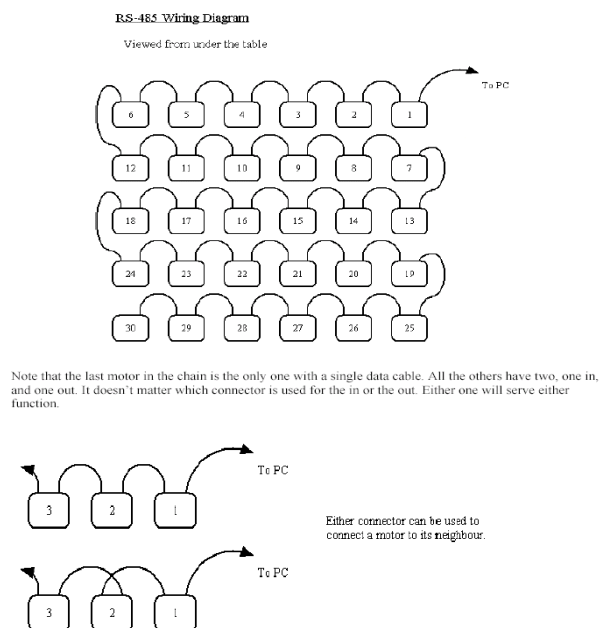 RS-485 Wiring Diagram
Viewed from under the table
To PC
6 5 4 3 2 1
12 11 10 9 8 7
18 17 16 15 14 13
24 23 22 21 20 19
30 29 28 27 26 25
Note that the last motor in the chain is the only one with a single data cable. All the others have two, one in,
and one out. It doesn't matter which connector is used for the in or the out. Either one will serve either
function.
To PC
3 2 1
Either connector can be used to
connect a motor to its neighbour.
To PC
3 2 1